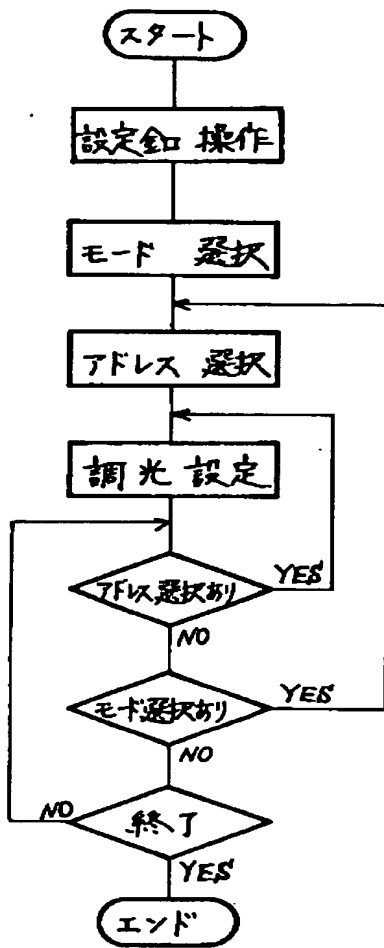 スタート
設定釦 操作
モード 選択
アドレス 選択
調光 設定
アドレス選択あり
YES
NO
モード選択あり
YES
NO
終了
NO
YES
エンド